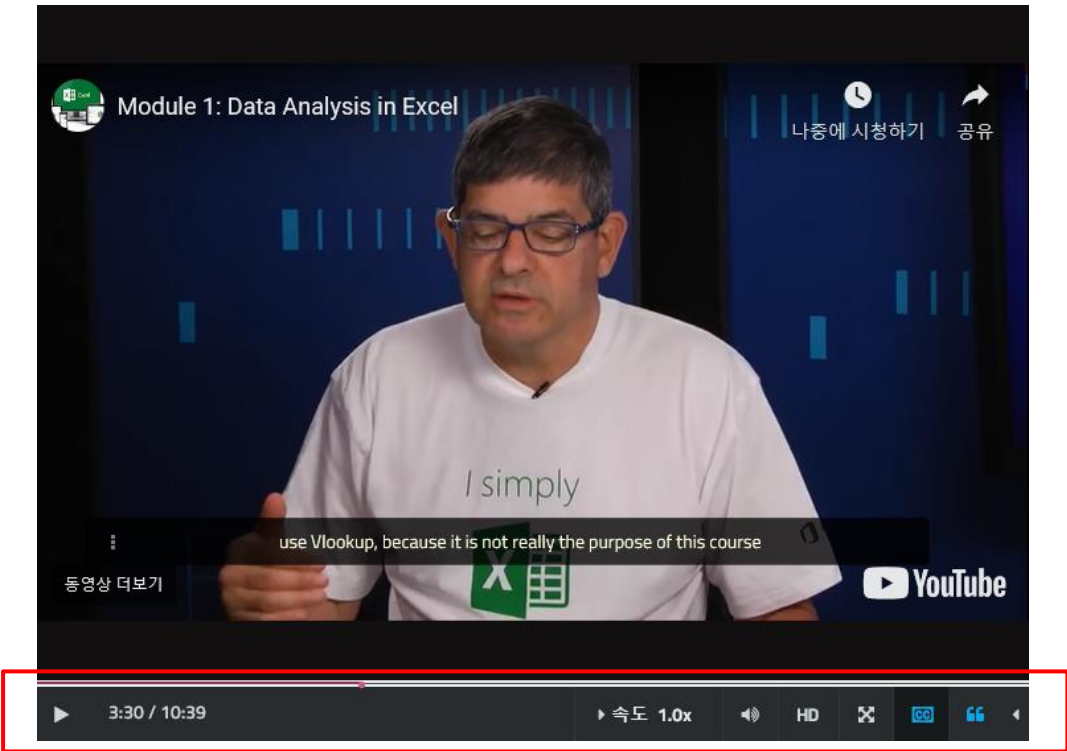 Module 1: Data Analysis in Excel
나중에 시청하기
공유
I simply
use Vlookup, because it is not really the purpose of this course
X
동영상 더보기
YouTube
3:30 / 10:39
속도 1.0x
HD
CC